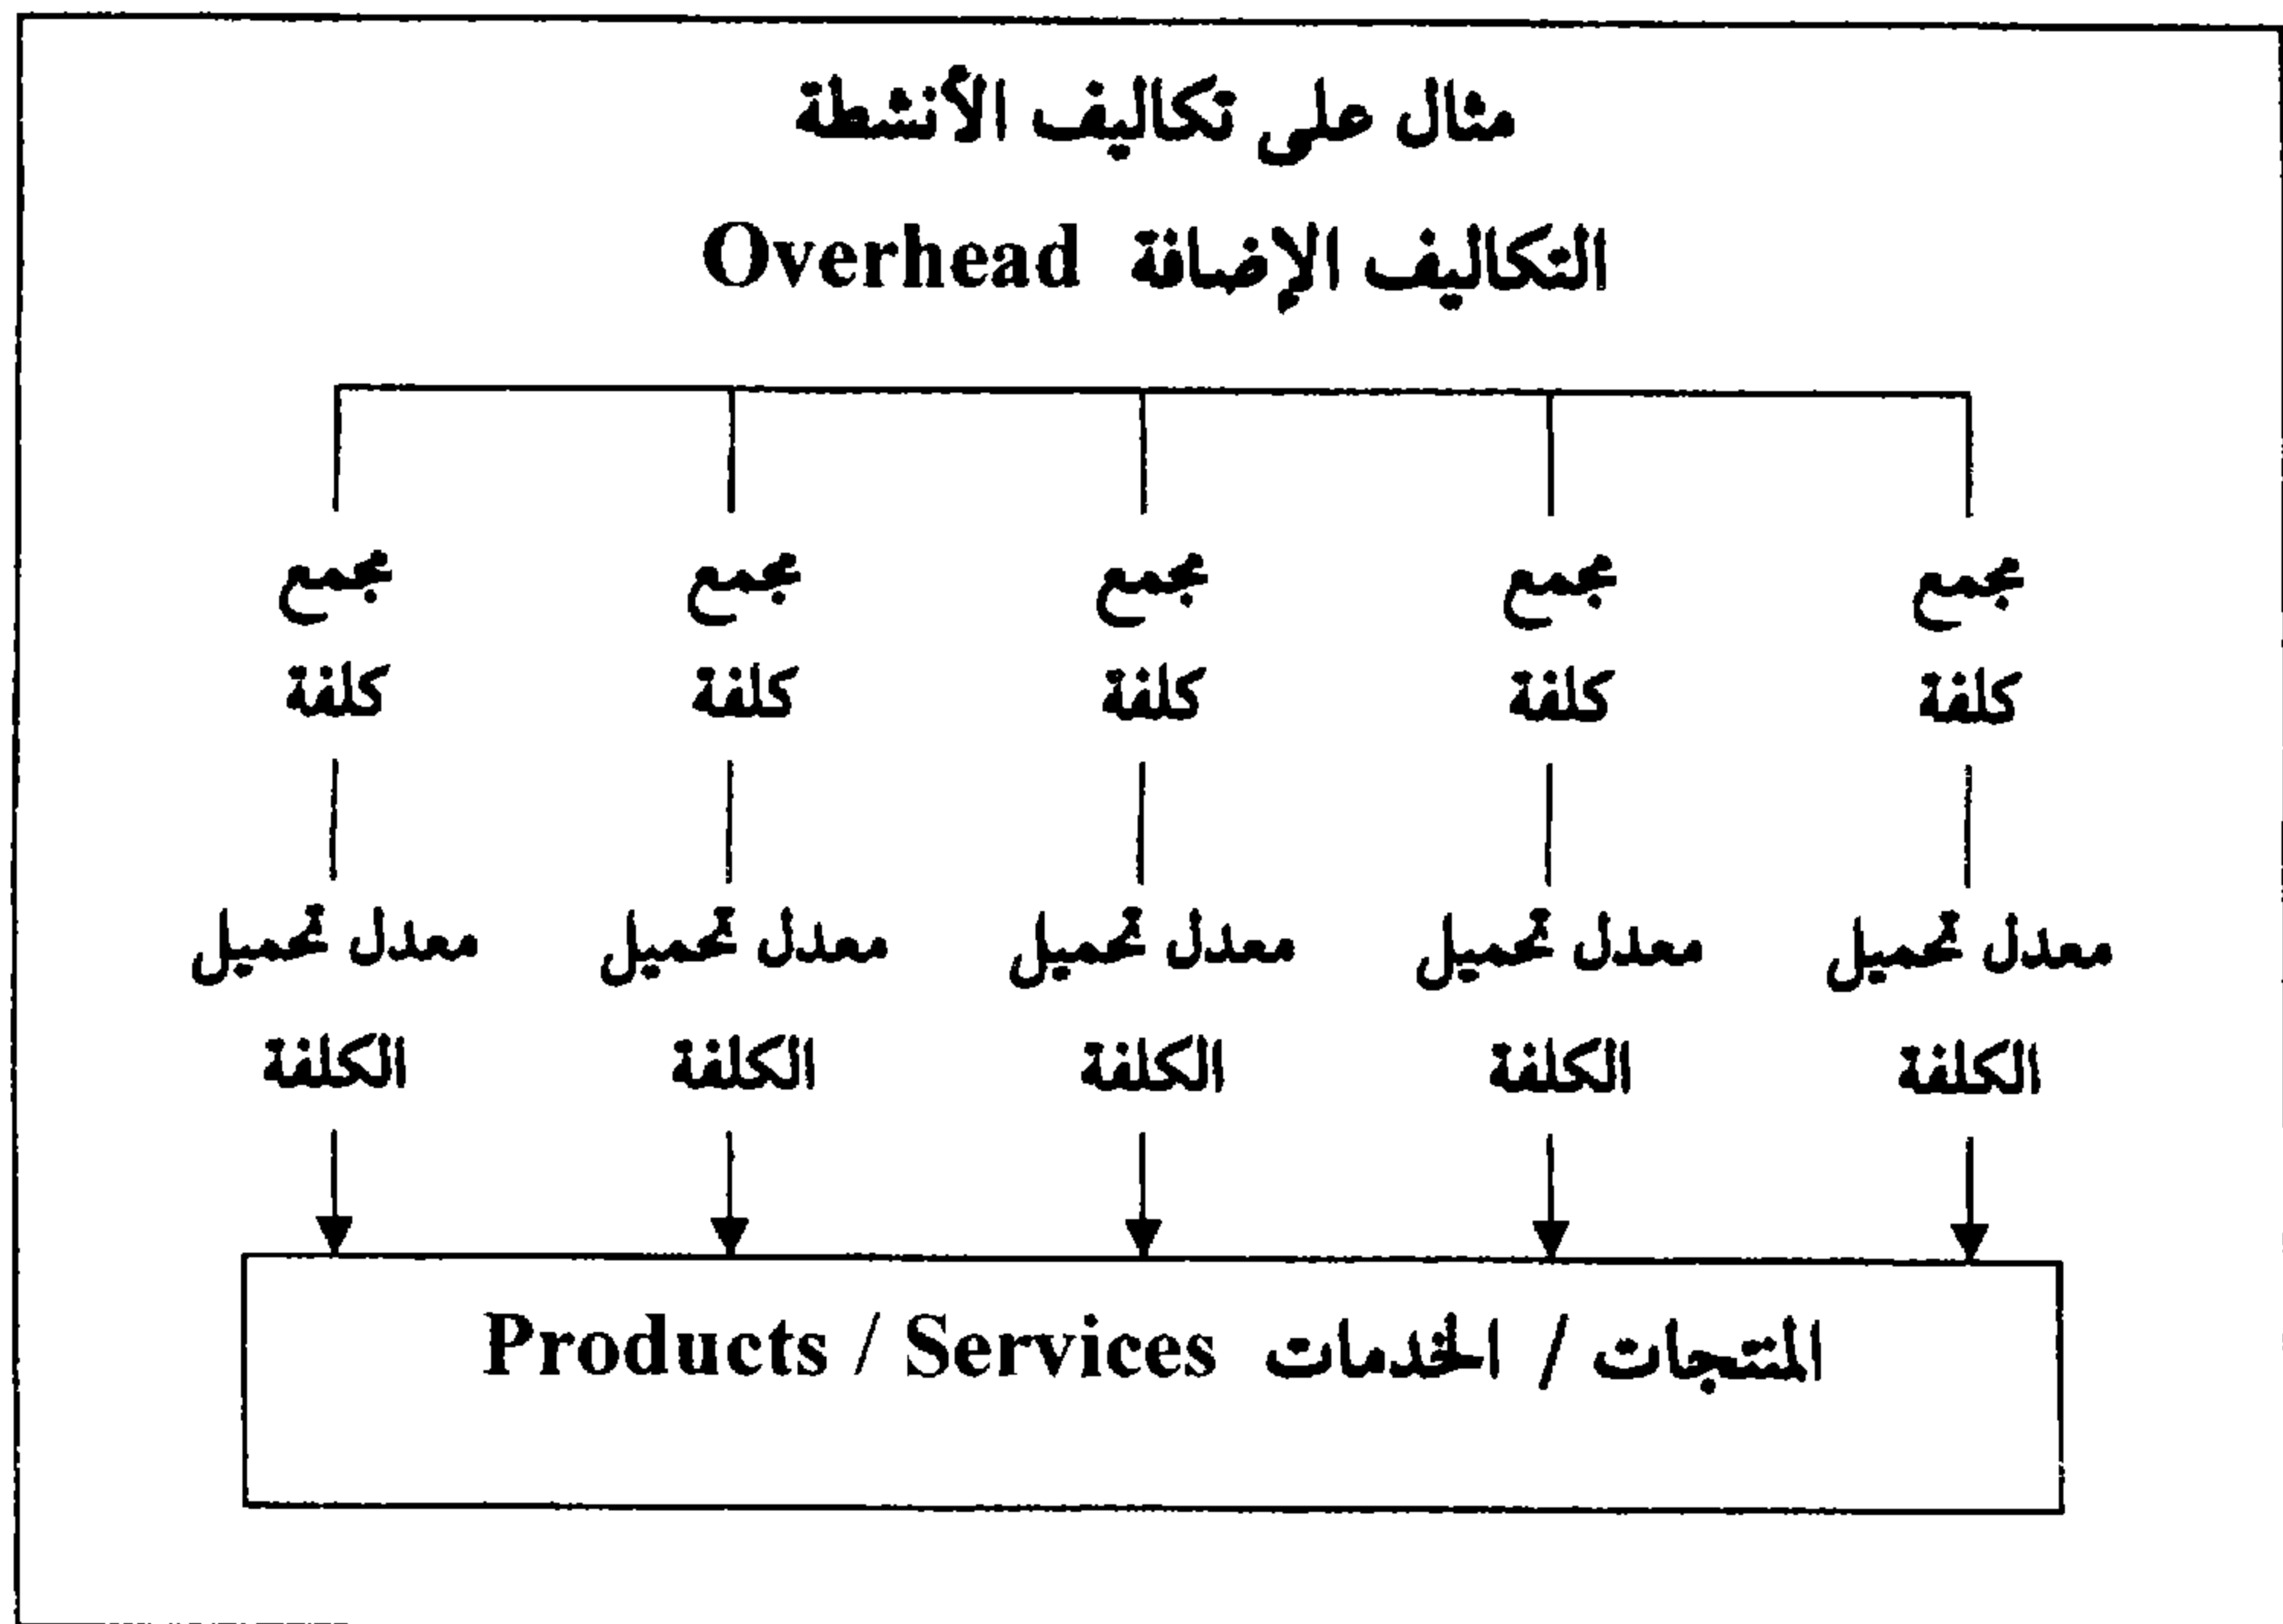 مثال على تكاليف الأنشطة
التكاليف الإضافة Overhead
مجمع مجمع مجمع مجمع مجمع
كلفة كلفة كلفة كلفة كلفة
معدل تحميل معدل تحميل معدل تحميل معدل تحميل معدل تحميل
الكلفة الكلفة الكلفة الكلفة الكلفة
المنتجات / الخدمات Products / Services